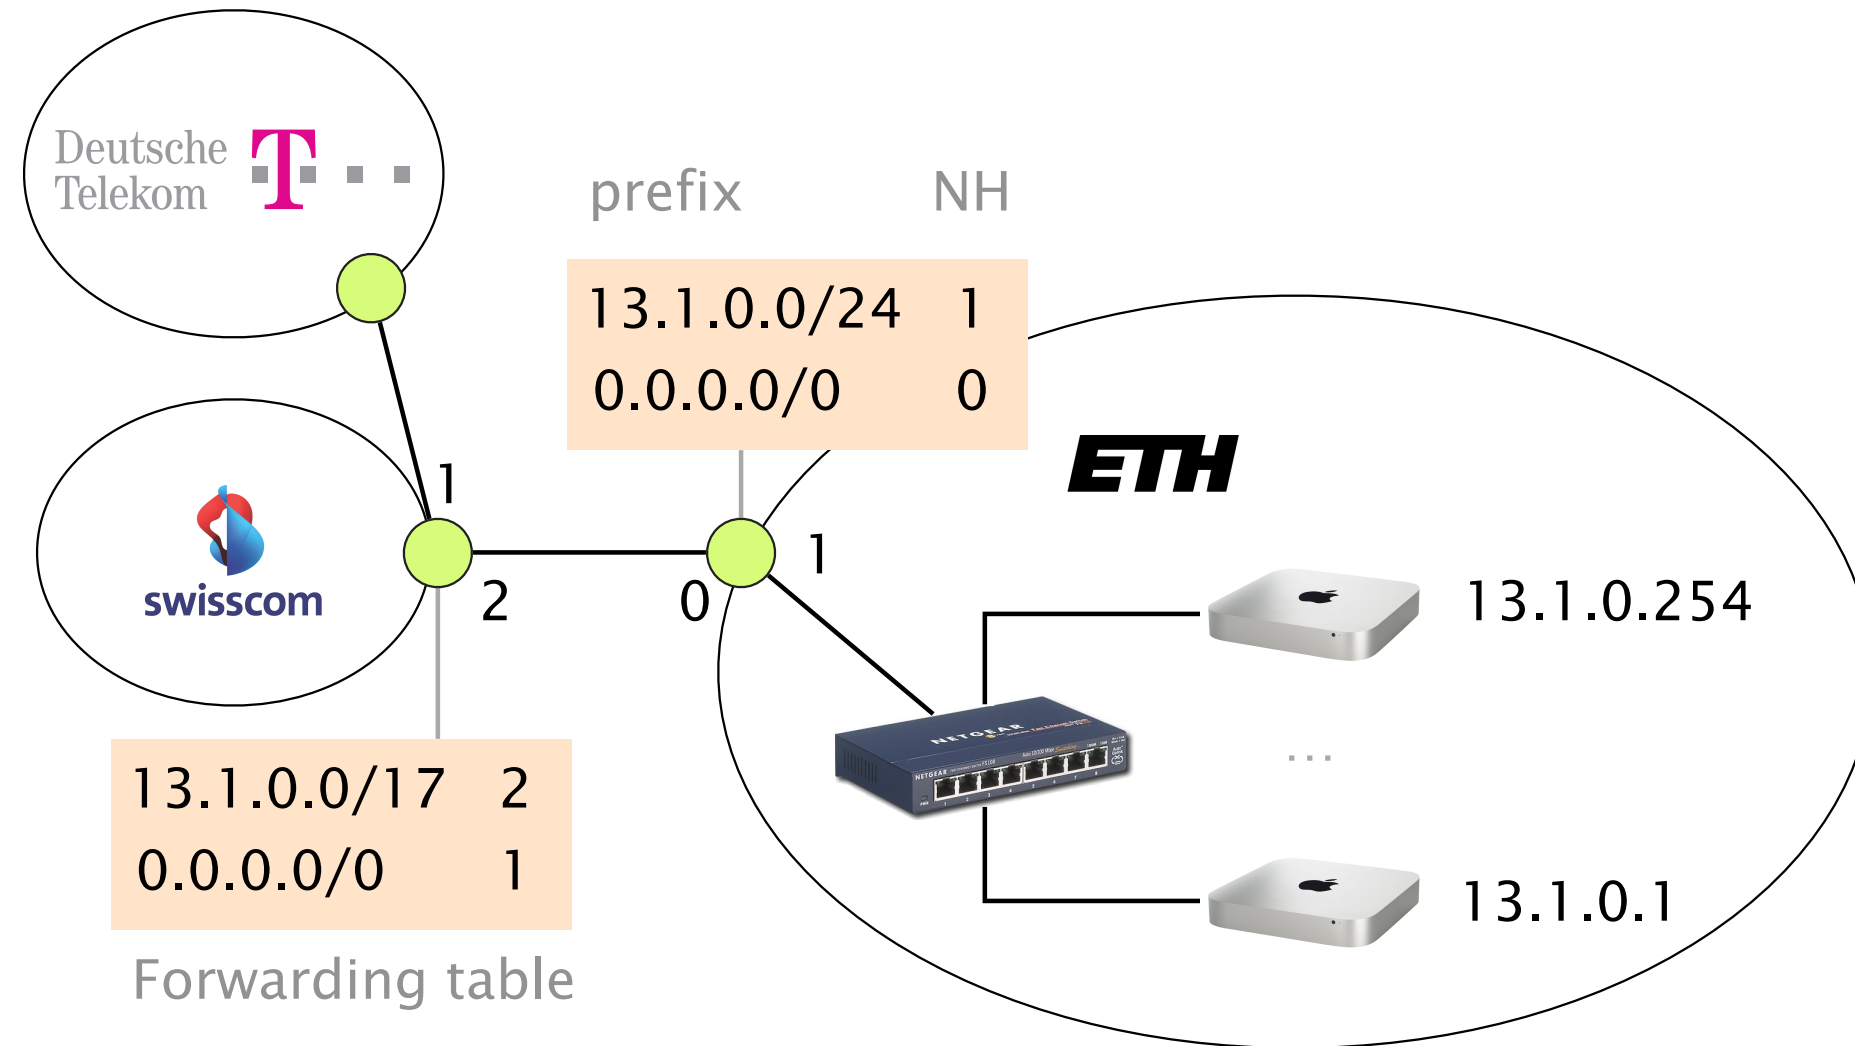 Deutsche
Telekom
T
prefix NH
13.1.0.0/24 1
0.0.0.0/0 0
ETH
1
swisscom
2
0
1
13.1.0.254
NETGEAR
NETGEAR
...
13.1.0.0/17 2
0.0.0.0/0 1
13.1.0.1
Forwarding table